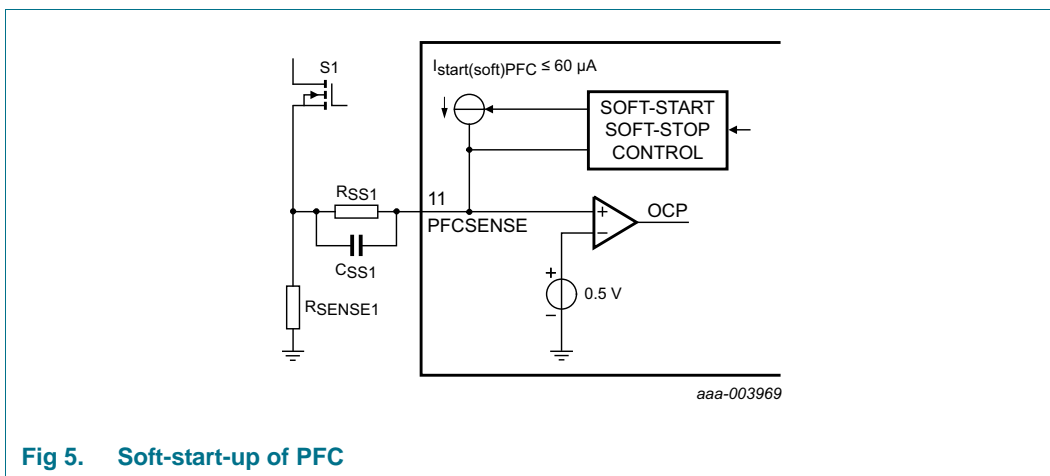 S1
Istart(soft)PFC ≤ 60 μA
SOFT-START
SOFT-STOP
CONTROL
RSS1
11
PFCSENSE
CSS1
+
−
OCP
+
0.5 V
−
RSENSE1
aaa-003969
Fig 5. Soft-start-up of PFC